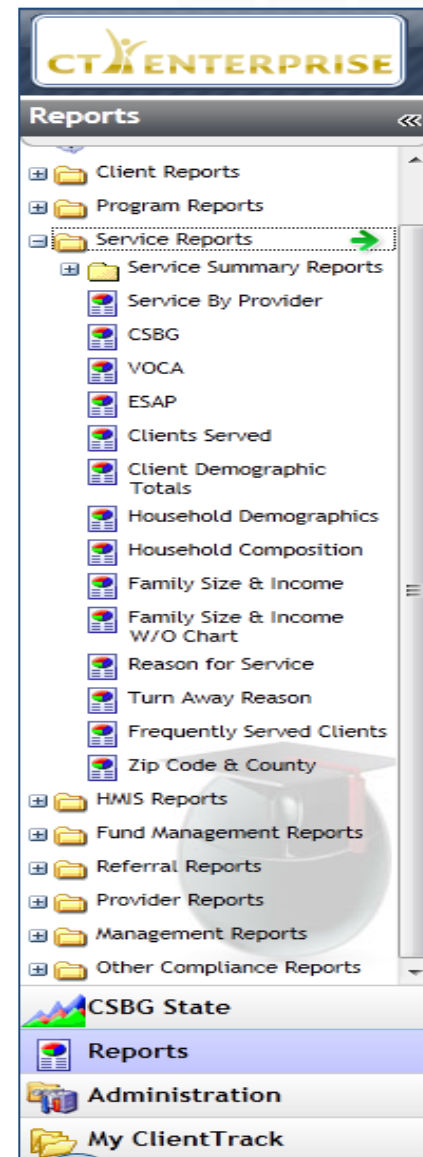 CT ENTERPRISE
Reports
Client Reports
Program Reports
Service Reports
Service Summary Reports
Service By Provider
CSBG
VOCA
ESAP
Clients Served
Client Demographic
Totals
Household Demographics
Household Composition
Family Size & Income
Family Size & Income
W/O Chart
Reason for Service
Turn Away Reason
Frequently Served Clients
Zip Code & County
HMIS Reports
Fund Management Reports
Referral Reports
Provider Reports
Management Reports
Other Compliance Reports
CSBG State
Reports
Administration
My ClientTrack